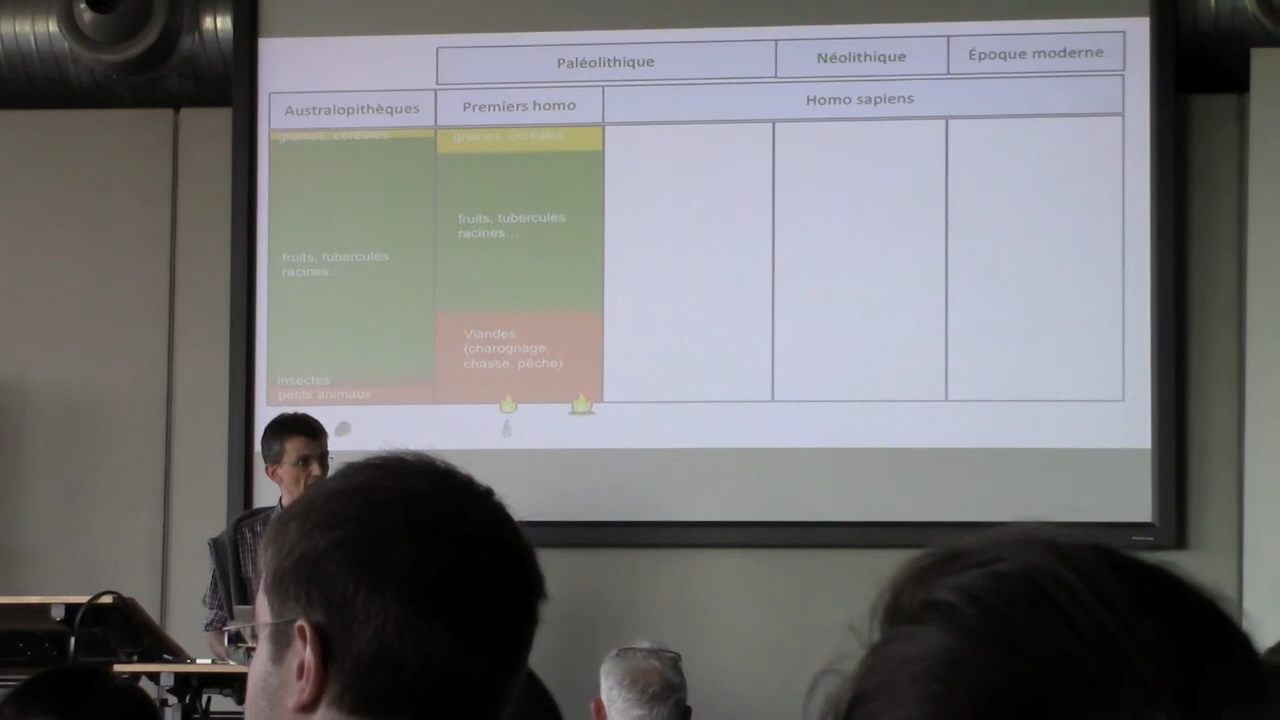 Paléolithique
Néolithique
Époque moderne
Australopithèques
Premiers homo
Homo sapiens
graines, céréales
fruits, tubercules
racines...
insectes
petits animaux
graines, céréales
fruits, tubercules
racines...
Viandes
(charognage,
chasse, pêche)